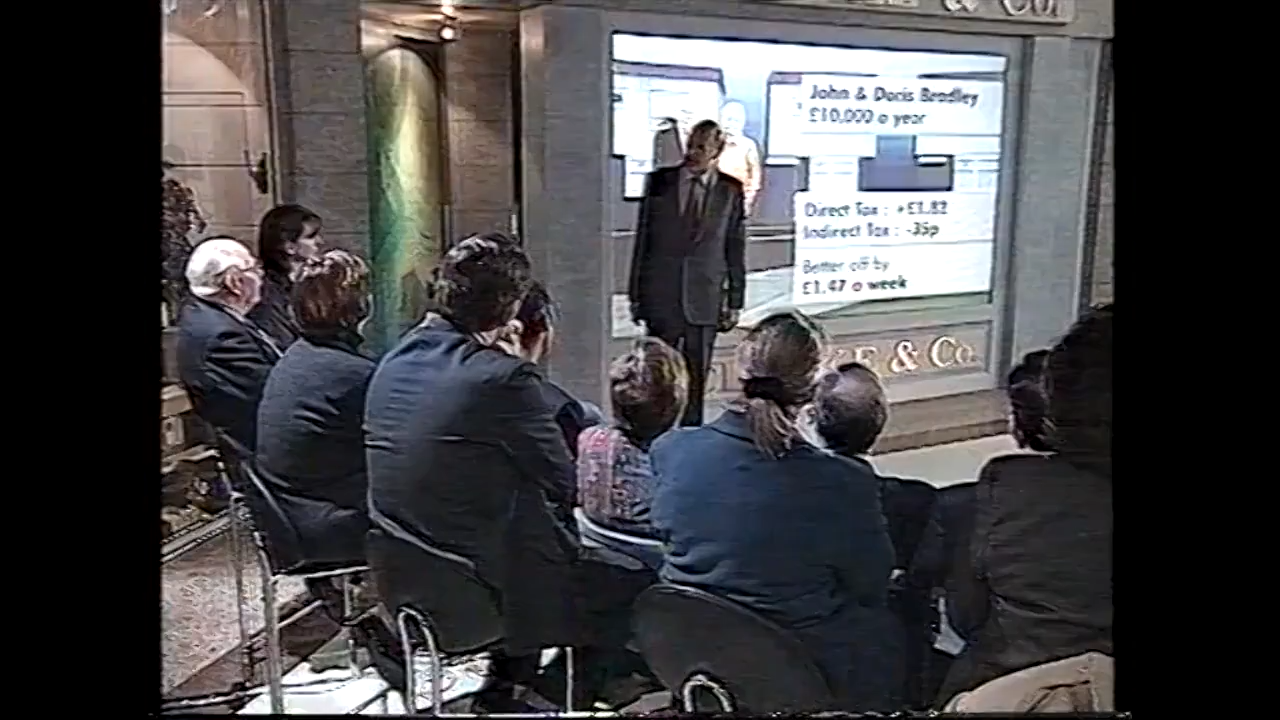 & Co.
John & Doris Bradley
£10,000 a year
Direct Tax : +£1.82
Indirect Tax : -35p
Better off by
£1.47 a week
& Co.